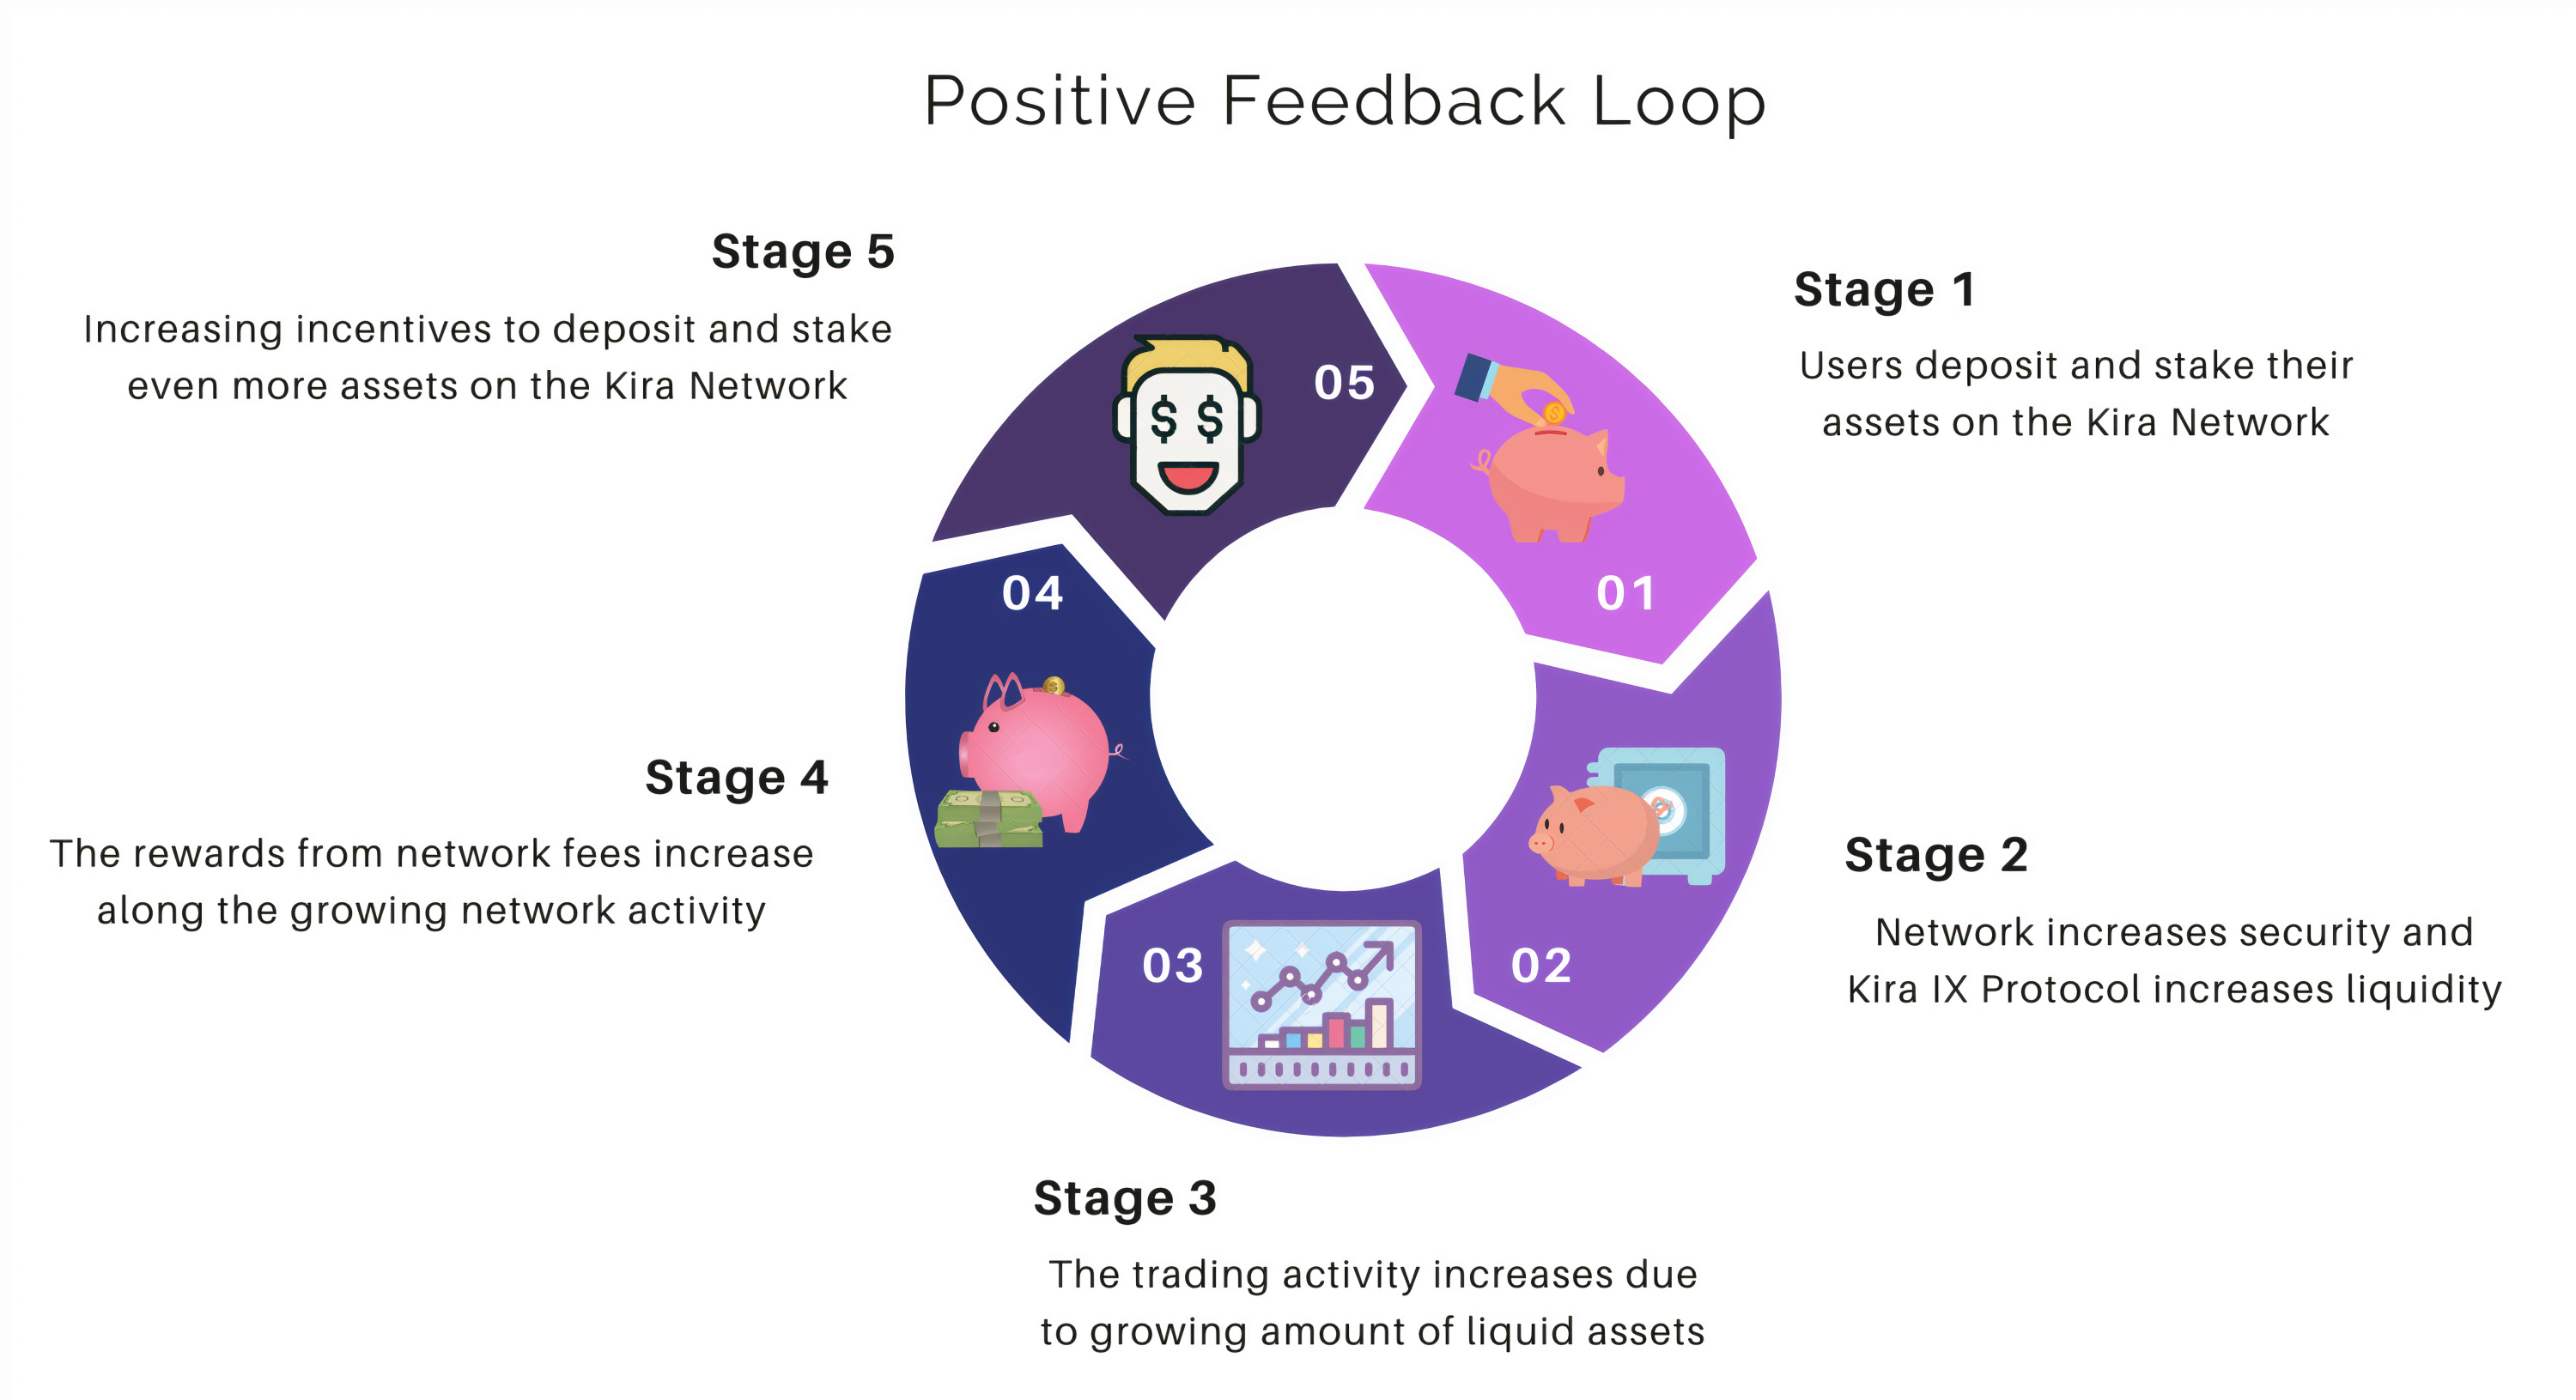 Positive Feedback Loop
Stage 1
Users deposit and stake their
assets on the Kira Network
Stage 2
Network increases security and
Kira IX Protocol increases liquidity
Stage 3
The trading activity increases due
to growing amount of liquid assets
Stage 4
The rewards from network fees increase
along the growing network activity
Stage 5
Increasing incentives to deposit and stake
even more assets on the Kira Network
01
02
03
04
05
$ $